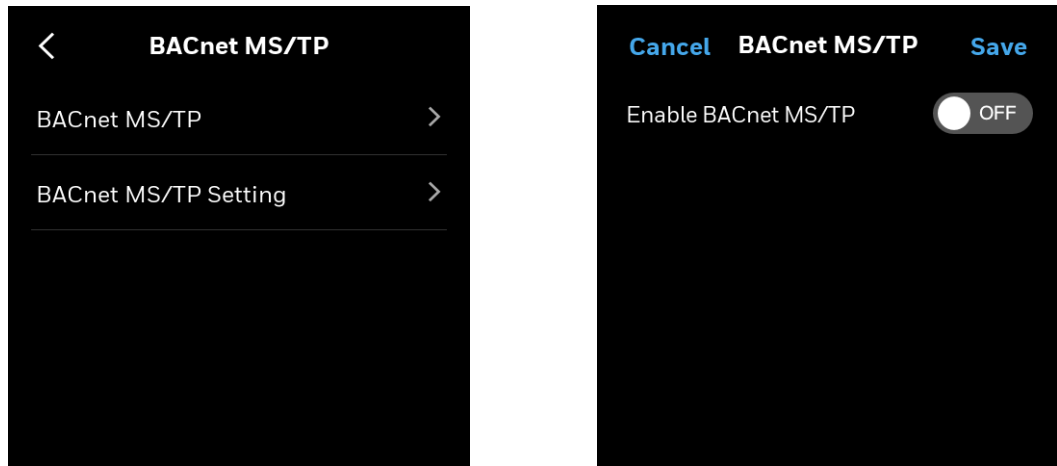 BACnet MS/TP
BACnet MS/TP
BACnet MS/TP Setting
Cancel BACnet MS/TP Save
Enable BACnet MS/TP OFF